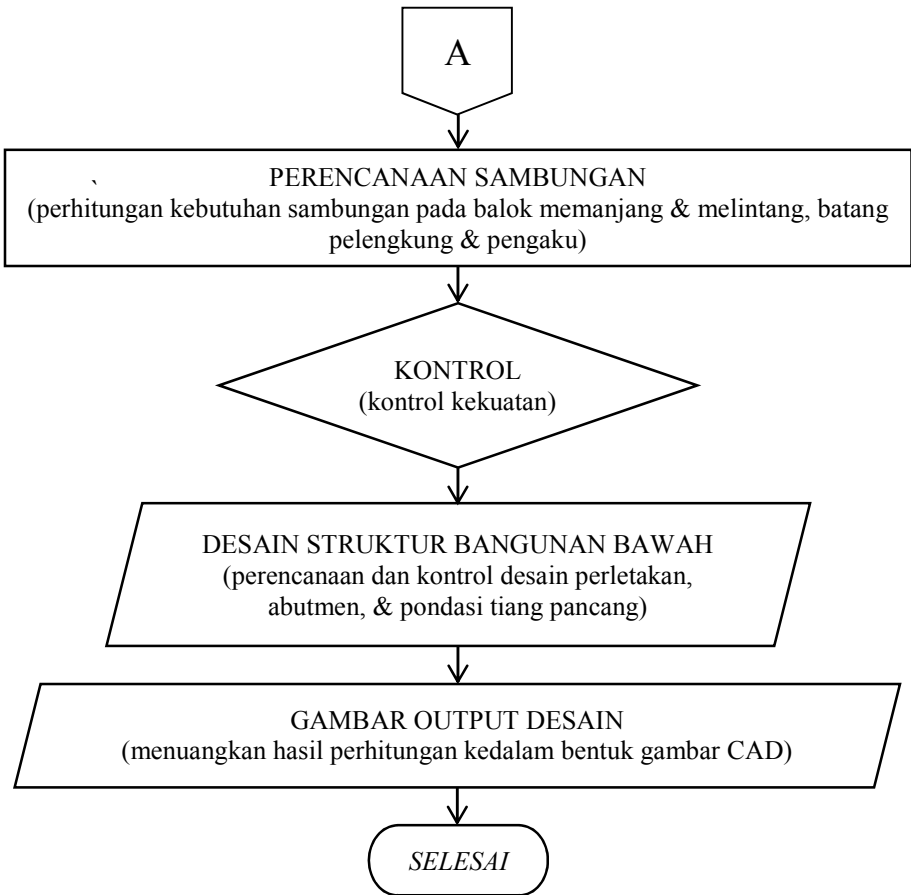 A
PERENCANAAN SAMBUNGAN
`
(perhitungan kebutuhan sambungan pada balok memanjang & melintang, batang
pelengkung & pengaku)
KONTROL
(kontrol kekuatan)
DESAIN STRUKTUR BANGUNAN BAWAH
(perencanaan dan kontrol desain perletakan,
abutmen, & pondasi tiang pancang)
GAMBAR OUTPUT DESAIN
(menuangkan hasil perhitungan kedalam bentuk gambar CAD)
SELESAI